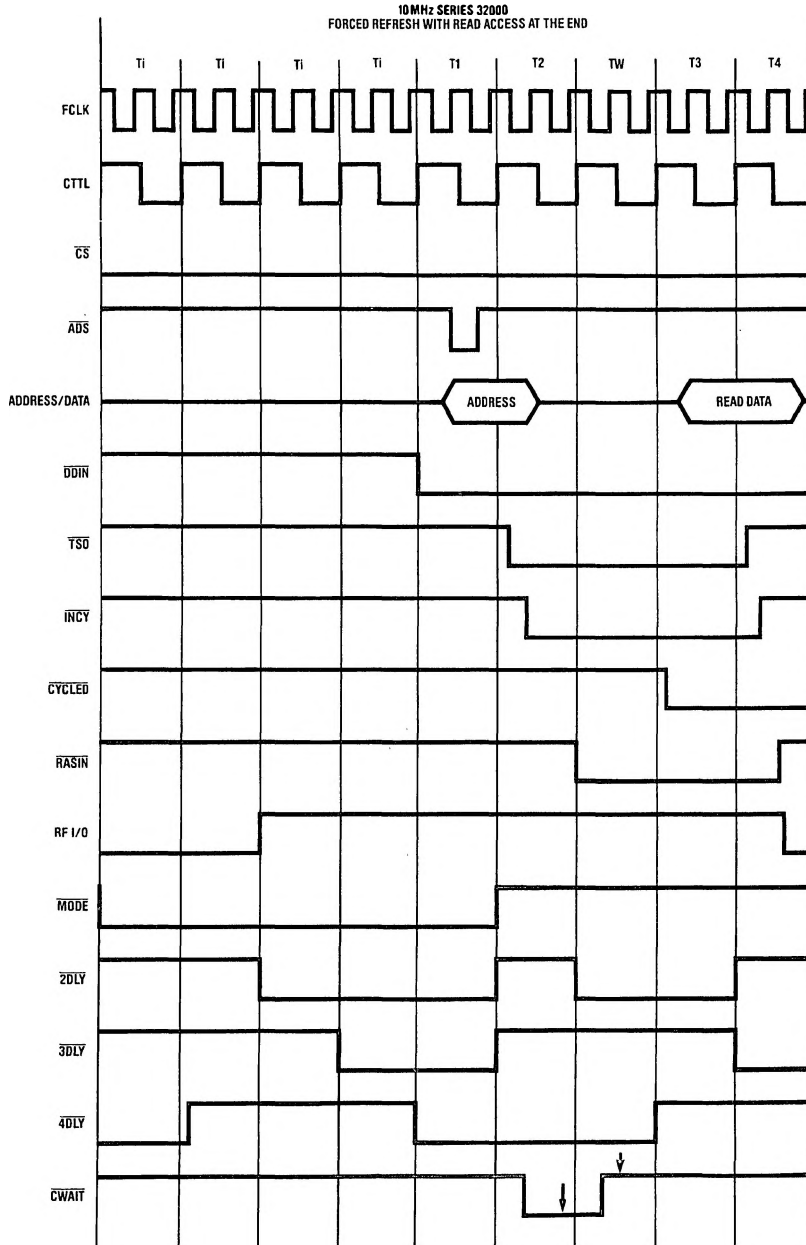 10MHz SERIES 32000
FORCED REFRESH WITH READ ACCESS AT THE END
Ti Ti Ti Ti T1 T2 TW T3 T4
FCLK
CTTL
CS
ADS
ADDRESS/DATA ADDRESS READ DATA
DDIN
TSO
INCY
CYCLED
RASIN
RF I/O
MODE
2DLY
3DLY
4DLY
CWAIT